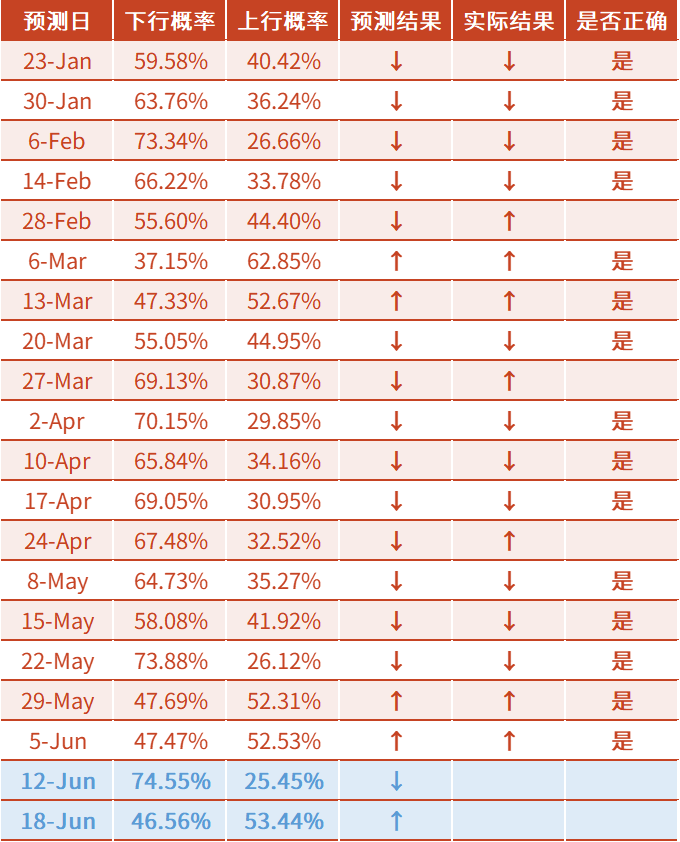 预测日 下行概率 上行概率 预测结果 实际结果 是否正确
23-Jan 59.58% 40.42% ↓ ↓ 是
30-Jan 63.76% 36.24% ↓ ↓ 是
6-Feb 73.34% 26.66% ↓ ↓ 是
14-Feb 66.22% 33.78% ↓ ↓ 是
28-Feb 55.60% 44.40% ↓ ↑
6-Mar 37.15% 62.85% ↑ ↑ 是
13-Mar 47.33% 52.67% ↑ ↑ 是
20-Mar 55.05% 44.95% ↓ ↓ 是
27-Mar 69.13% 30.87% ↓ ↑
2-Apr 70.15% 29.85% ↓ ↓ 是
10-Apr 65.84% 34.16% ↓ ↓ 是
17-Apr 69.05% 30.95% ↓ ↓ 是
24-Apr 67.48% 32.52% ↓ ↑
8-May 64.73% 35.27% ↓ ↓ 是
15-May 58.08% 41.92% ↓ ↓ 是
22-May 73.88% 26.12% ↓ ↓ 是
29-May 47.69% 52.31% ↑ ↑ 是
5-Jun 47.47% 52.53% ↑ ↑ 是
12-Jun 74.55% 25.45% ↓
18-Jun 46.56% 53.44% ↑